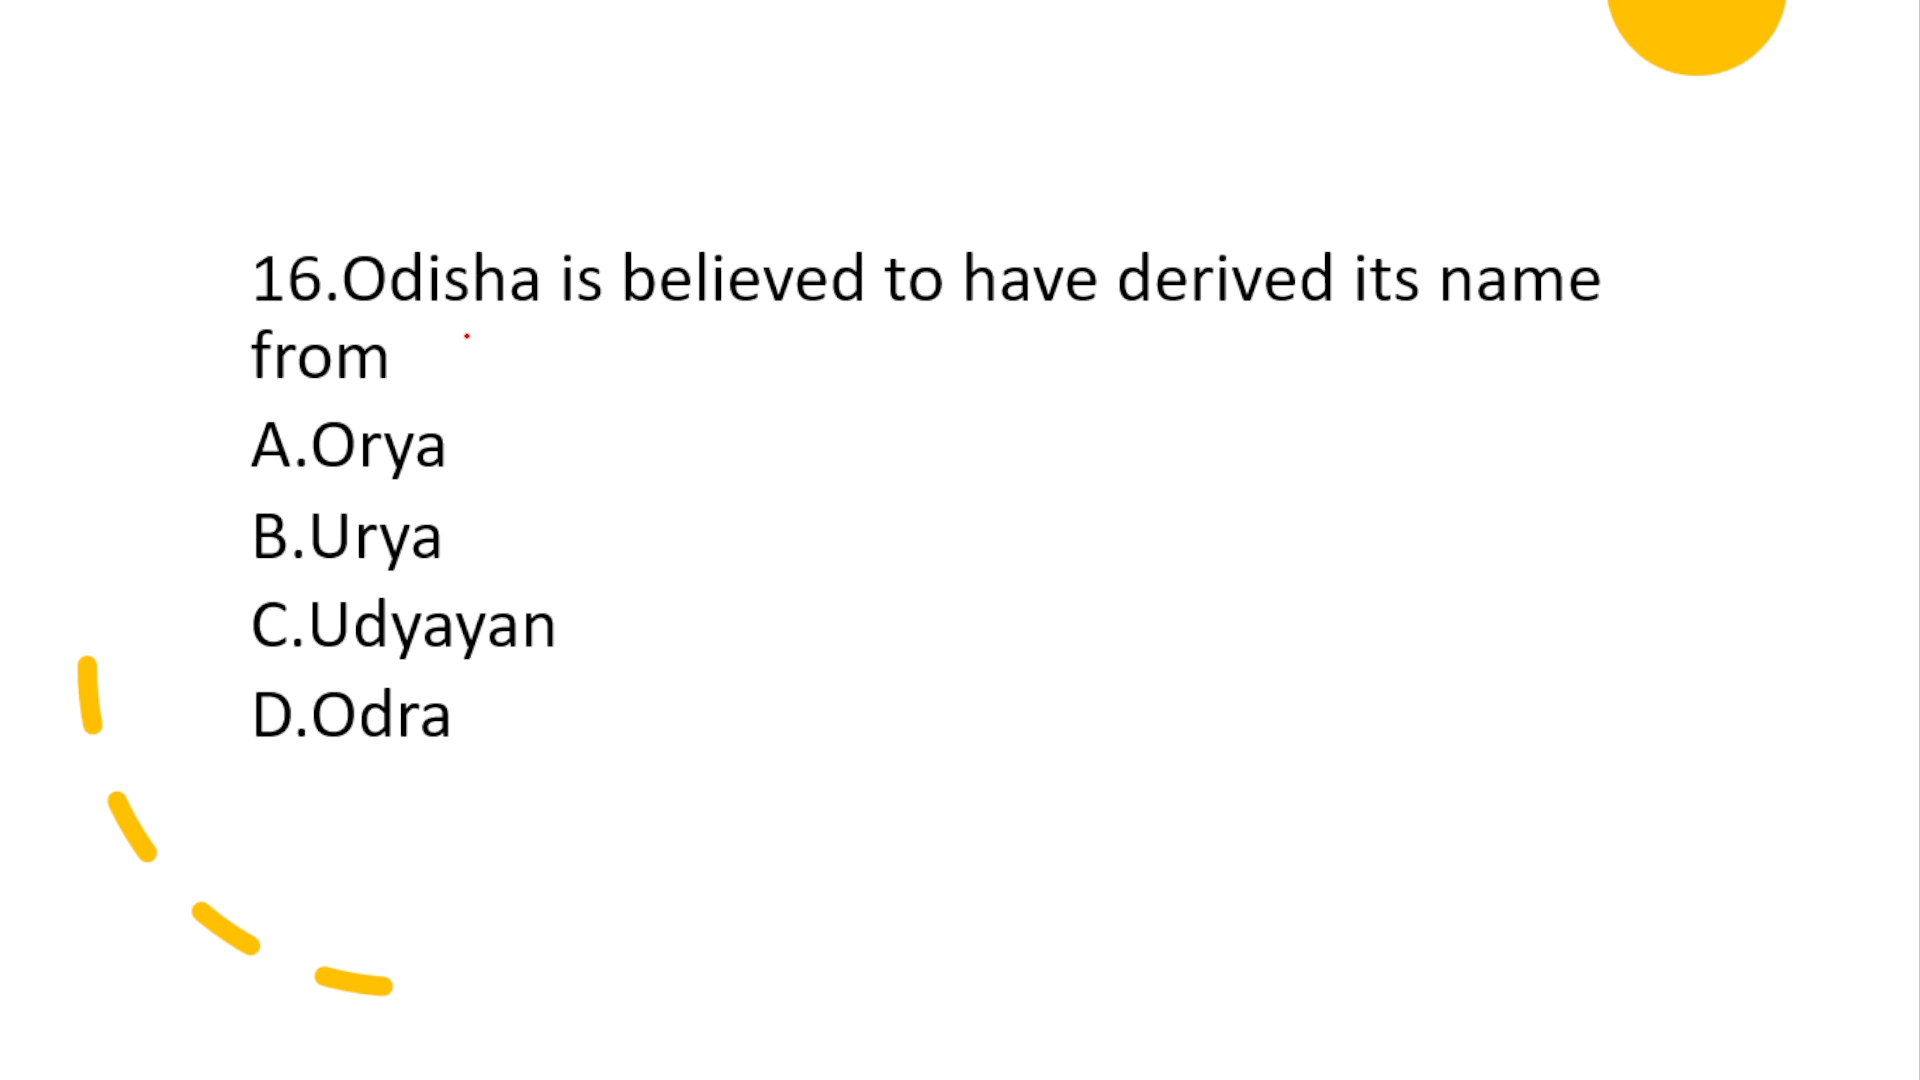 16.Odisha is believed to have derived its name
from
A.Orya
B.Urya
C.Udyayan
D.Odra